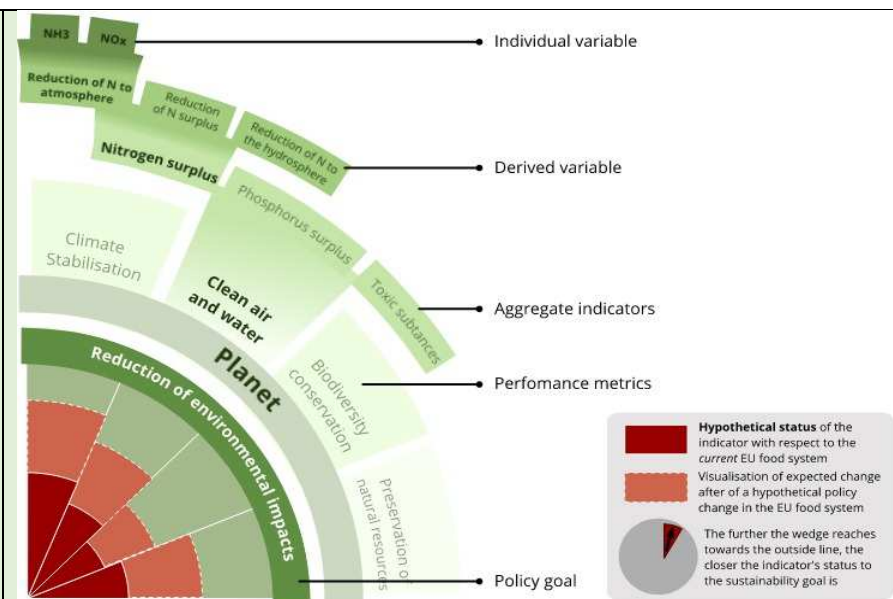 NH3
NOx
Individual variable
Reduction of N to
atmosphere
Reduction
of N surplus
Reduction of N to
the hydrosphere
Nitrogen surplus
Derived variable
Phosphorus surplus
Climate
Stabilisation
Clean air
and water
Toxic subtances
Aggregate indicators
Planet
Biodiversity
conservation
Perfomance metrics
Reduction of environmental impacts
Preservation of
natural resources
Policy goal
Hypothetical status of the
indicator with respect to the
current EU food system
Visualisation of expected change
after of a hypothetical policy
change in the EU food system
The further the wedge reaches
towards the outside line, the
closer the indicator's status to
the sustainability goal is